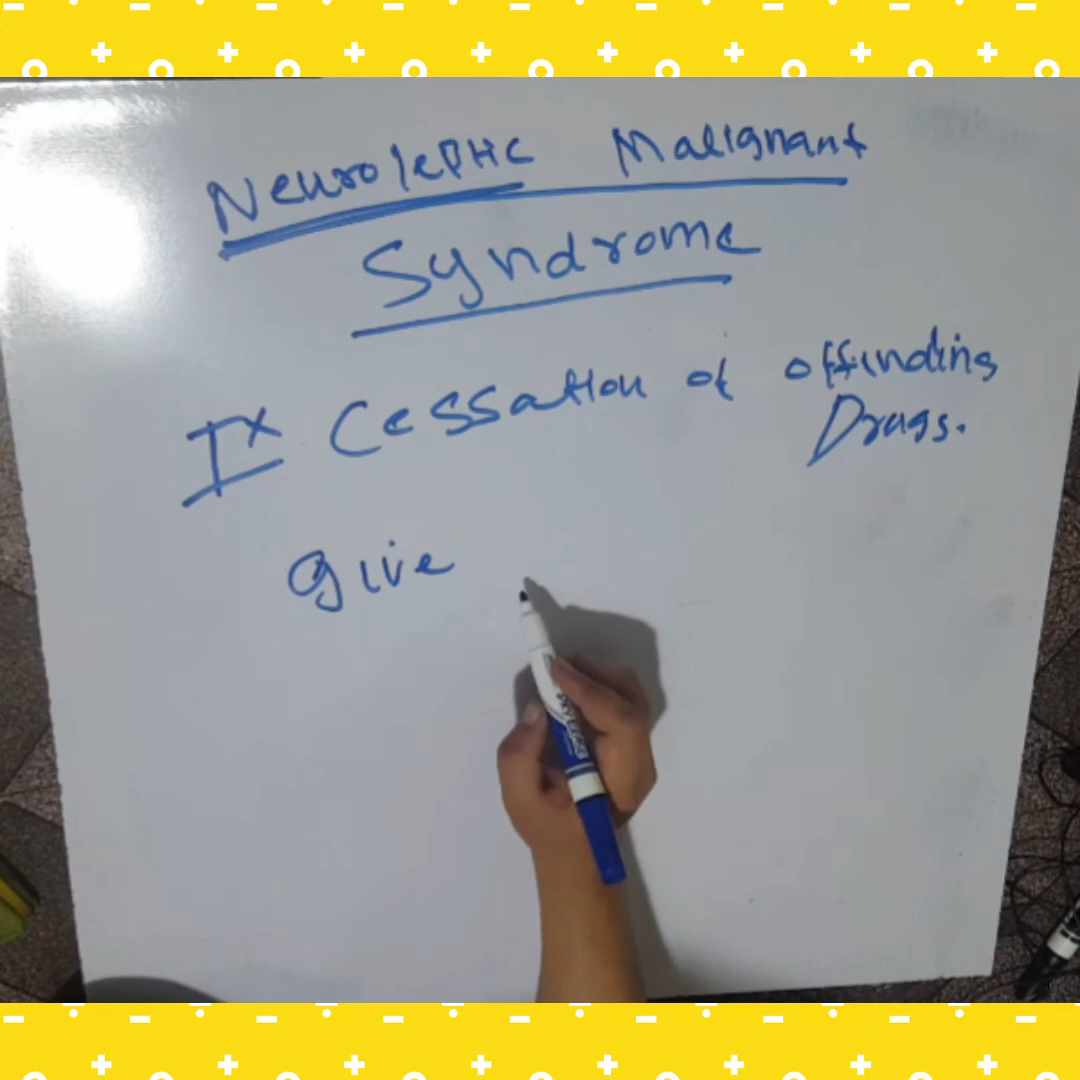 Neuroleptic Malignant
Syndrome
Tx Cessation of offending
Drugs.
give